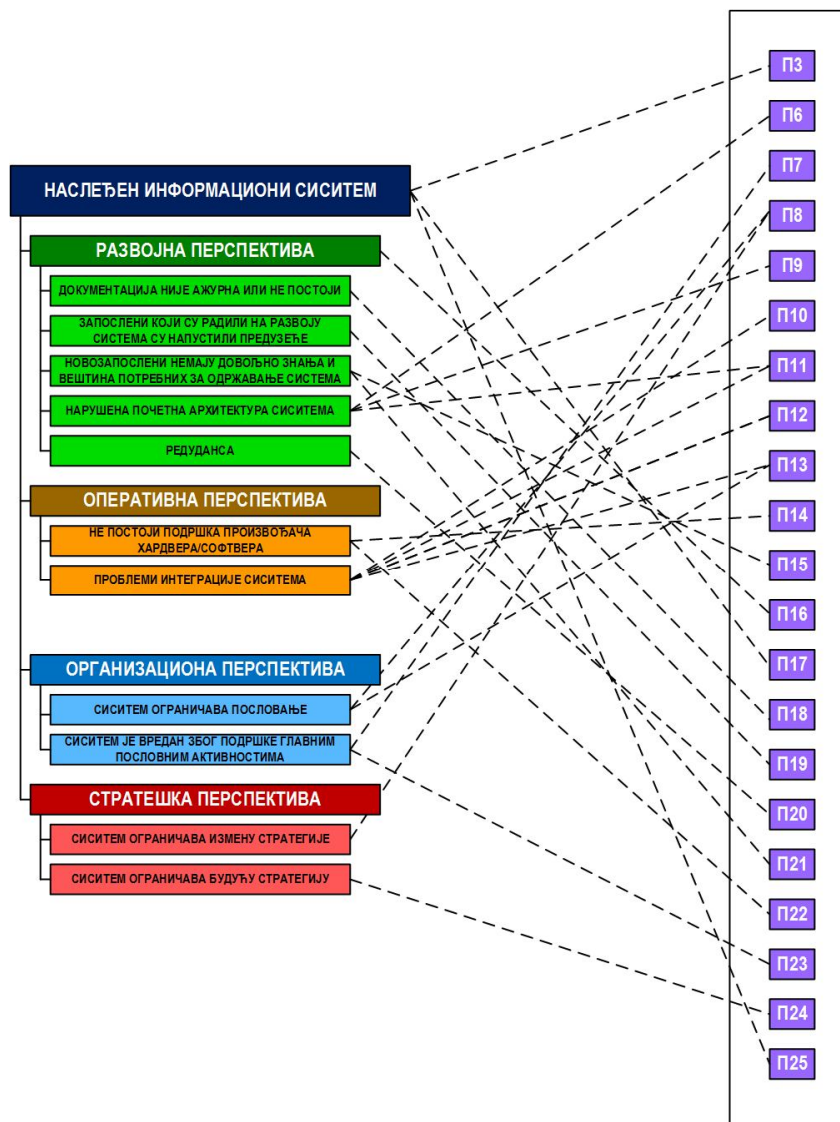 НАСЛЕЂЕН ИНФОРМАЦИОНИ СИСИТЕМ
РАЗВОЈНА ПЕРСПЕКТИВА
ДОКУМЕНТАЦИЈА НИЈЕ АЖУРНА ИЛИ НЕ ПОСТОЈИ
ЗАПОСЛЕНИ КОЈИ СУ РАДИЛИ НА РАЗВОЈУ
СИСТЕМА СУ НАПУСТИЛИ ПРЕДУЗЕЋЕ
НОВОЗАПОСЛЕНИ НЕМАЈУ ДОВОЉНО ЗНАЊА И
ВЕШТИНА ПОТРЕБНИХ ЗА ОДРЖАВАЊЕ СИСТЕМА
НАРУШЕНА ПОЧЕТНА АРХИТЕКТУРА СИСИТЕМА
РЕДУДАНСА
ОПЕРАТИВНА ПЕРСПЕКТИВА
НЕ ПОСТОЈИ ПОДРШКА ПРОИЗВОЂАЧА
ХАРДВЕРА/СОФТВЕРА
ПРОБЛЕМИ ИНТЕГРАЦИЈЕ СИСИТЕМА
ОРГАНИЗАЦИОНА ПЕРСПЕКТИВА
СИСИТЕМ ОГРАНИЧАВА ПОСЛОВАЊЕ
СИСИТЕМ ЈЕ ВРЕДАН ЗБОГ ПОДРШКЕ ГЛАВНИМ
ПОСЛОВНИМ АКТИВНОСТИМА
СТРАТЕШКА ПЕРСПЕКТИВА
СИСИТЕМ ОГРАНИЧАВА ИЗМЕНУ СТРАТЕГИЈЕ
СИСИТЕМ ОГРАНИЧАВА БУДУЋУ СТРАТЕГИЈУ
П3
П6
П7
П8
П9
П10
П11
П12
П13
П14
П15
П16
П17
П18
П19
П20
П21
П22
П23
П24
П25